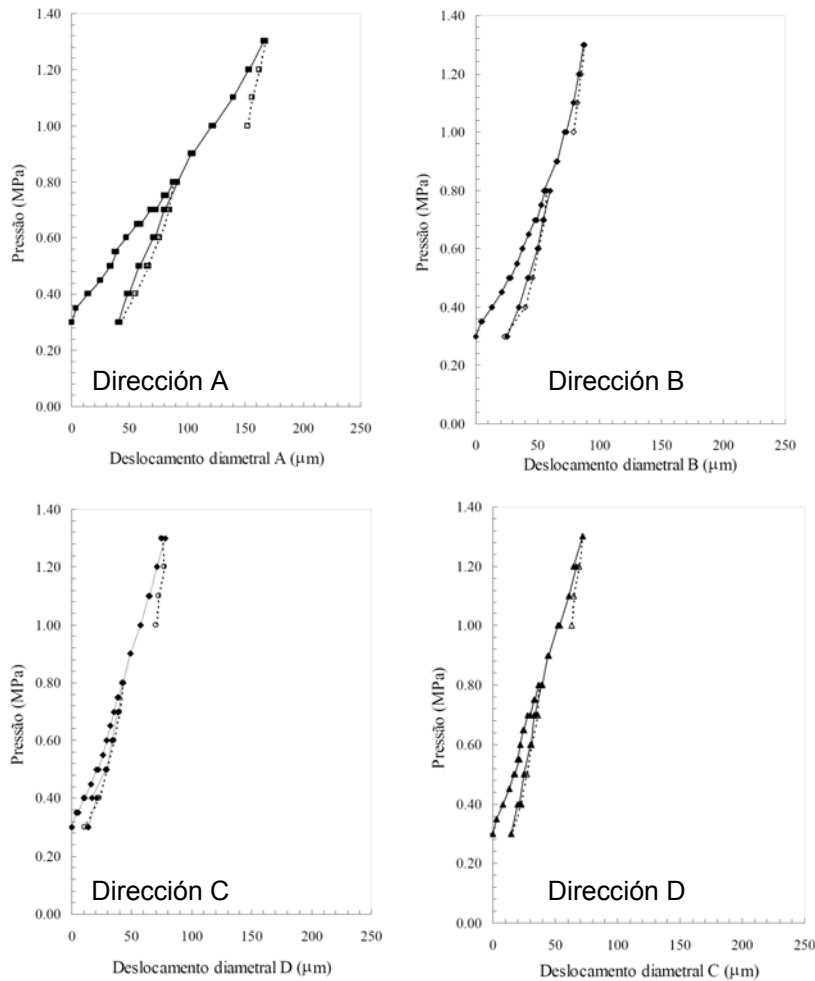 1.40
1.20
1.00
0.80
0.60
0.40
0.20
0.00
Pressão (MPa)
Dirección A
0 50 100 150 200 250
Deslocamento diametral A (μm)
1.40
1.20
1.00
0.80
0.60
0.40
0.20
0.00
Pressão (MPa)
Dirección B
0 50 100 150 200 250
Deslocamento diametral B (μm)
1.40
1.20
1.00
0.80
0.60
0.40
0.20
0.00
Pressão (MPa)
Dirección C
0 50 100 150 200 250
Deslocamento diametral D (μm)
1.40
1.20
1.00
0.80
0.60
0.40
0.20
0.00
Pressão (MPa)
Dirección D
0 50 100 150 200 250
Deslocamento diametral C (μm)